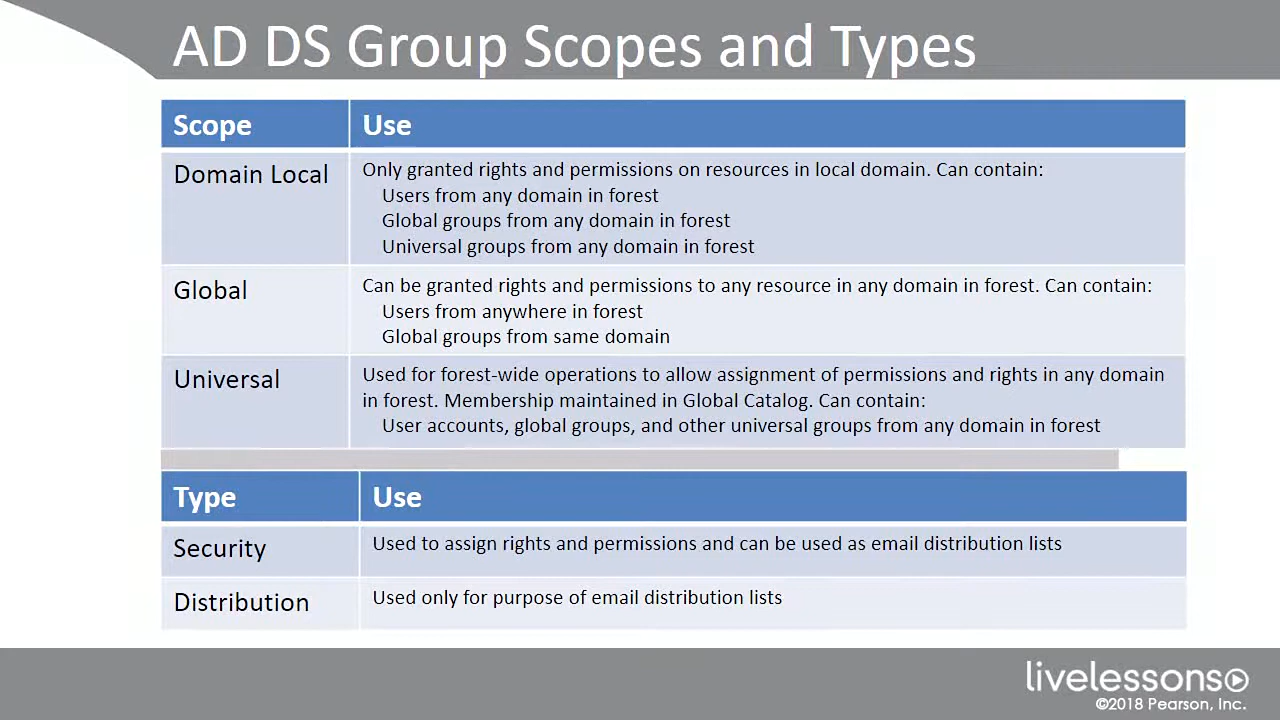 AD DS Group Scopes and Types
Scope
Use
Domain Local
Only granted rights and permissions on resources in local domain. Can contain:
Users from any domain in forest
Global groups from any domain in forest
Universal groups from any domain in forest
Global
Can be granted rights and permissions to any resource in any domain in forest. Can contain:
Users from anywhere in forest
Global groups from same domain
Universal
Used for forest-wide operations to allow assignment of permissions and rights in any domain
in forest. Membership maintained in Global Catalog. Can contain:
User accounts, global groups, and other universal groups from any domain in forest
Type
Use
Security
Used to assign rights and permissions and can be used as email distribution lists
Distribution
Used only for purpose of email distribution lists
livelessons
©2018 Pearson, Inc.